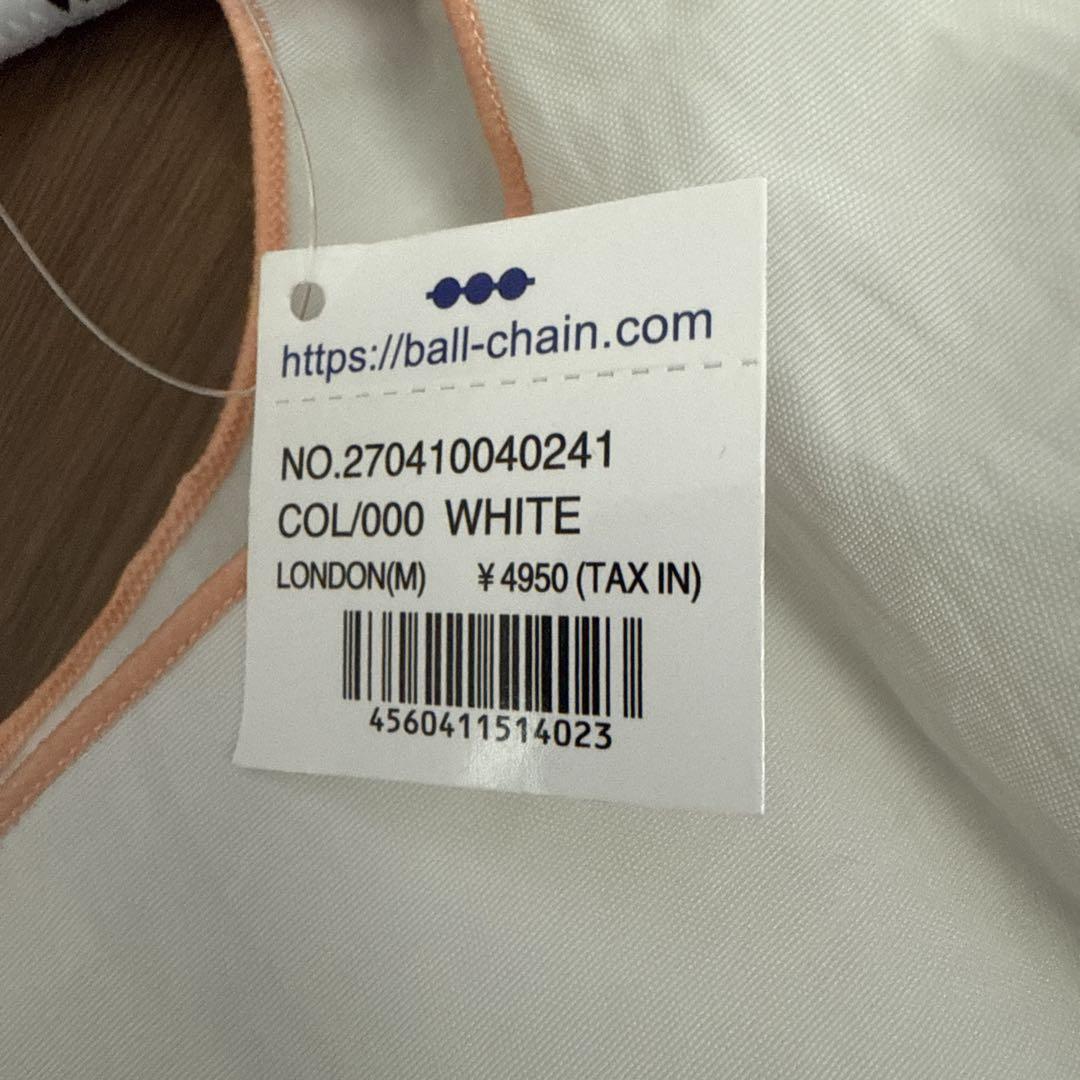 https://ball-chain.com
NO.270410040241
COL/000 WHITE
LONDON(M) ¥4950(TAX IN)
4560411514023